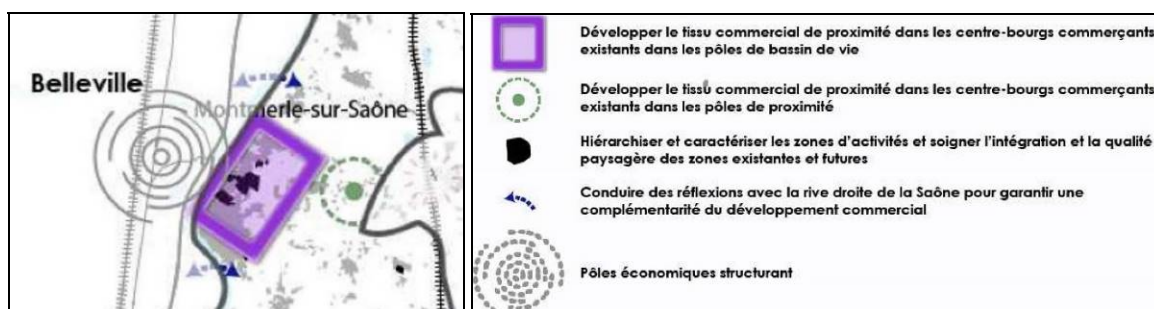 Belleville
Montmerle-sur-Saône
Développer le tissu commercial de proximité dans les centre-bourgs commerçants
existants dans les pôles de bassin de vie
Développer le tissu commercial de proximité dans les centre-bourgs commerçants
existants dans les pôles de proximité
Hiérarchiser et caractériser les zones d'activités et soigner l'intégration et la qualité
paysagère des zones existantes et futures
Conduire des réflexions avec la rive droite de la Saône pour garantir une
complémentarité du développement commercial
Pôles économiques structurant